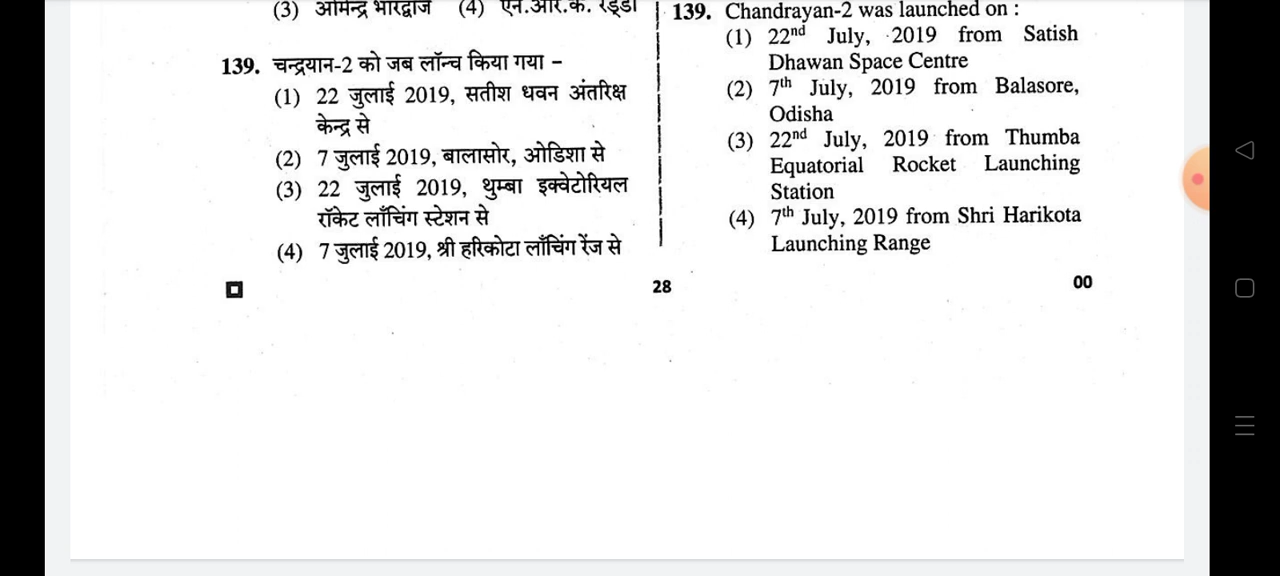 (3) अमिन्द्र भारद्वाज (4) एन.आर.के. रेड्डी
139. चन्द्रयान-2 को जब लॉन्च किया गया –
(1) 22 जुलाई 2019, सतीश धवन अंतरिक्ष
केन्द्र से
(2) 7 जुलाई 2019, बालासोर, ओडिशा से
(3) 22 जुलाई 2019, थुम्बा इक्वेटोरियल
रॉकेट लॉंचिंग स्टेशन से
(4) 7 जुलाई 2019, श्री हरिकोटा लॉंचिंग रेंज से
139. Chandrayan-2 was launched on :
(1) 22nd July, 2019 from Satish
Dhawan Space Centre
(2) 7th July, 2019 from Balasore,
Odisha
(3) 22nd July, 2019 from Thumba
Equatorial Rocket Launching
Station
(4) 7th July, 2019 from Shri Harikota
Launching Range
28
00